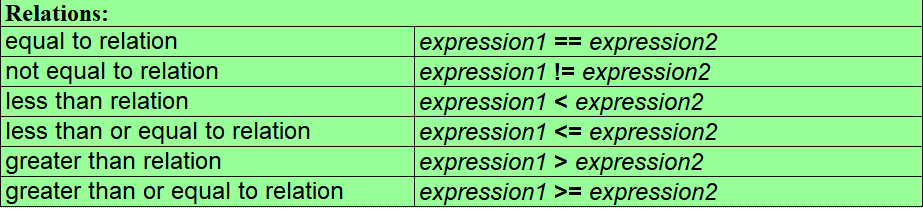 Relations:
equal to relation expression1 == expression2
not equal to relation expression1 != expression2
less than relation expression1 < expression2
less than or equal to relation expression1 <= expression2
greater than relation expression1 > expression2
greater than or equal to relation expression1 >= expression2